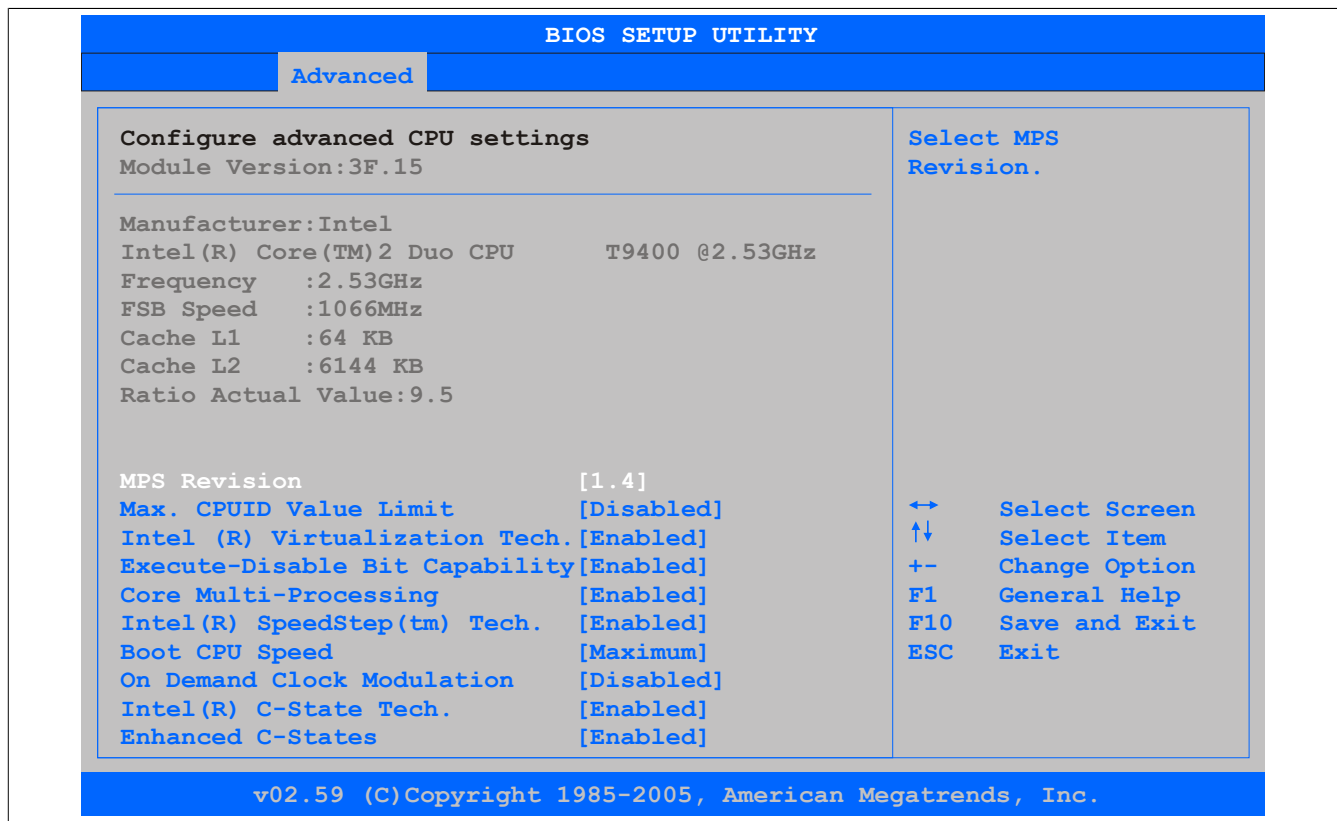 BIOS SETUP UTILITY
Advanced
Configure advanced CPU settings
Module Version:3F.15
Manufacturer:Intel
Intel(R) Core(TM)2 Duo CPU T9400 @2.53GHz
Frequency :2.53GHz
FSB Speed :1066MHz
Cache L1 :64 KB
Cache L2 :6144 KB
Ratio Actual Value:9.5
MPS Revision [1.4]
Max. CPUID Value Limit [Disabled]
Intel (R) Virtualization Tech.[Enabled]
Execute-Disable Bit Capability[Enabled]
Core Multi-Processing [Enabled]
Intel(R) SpeedStep(tm) Tech. [Enabled]
Boot CPU Speed [Maximum]
On Demand Clock Modulation [Disabled]
Intel(R) C-State Tech. [Enabled]
Enhanced C-States [Enabled]
Select MPS
Revision.
↔ Select Screen
↑↓ Select Item
+- Change Option
F1 General Help
F10 Save and Exit
ESC Exit
v02.59 (C)Copyright 1985-2005, American Megatrends, Inc.